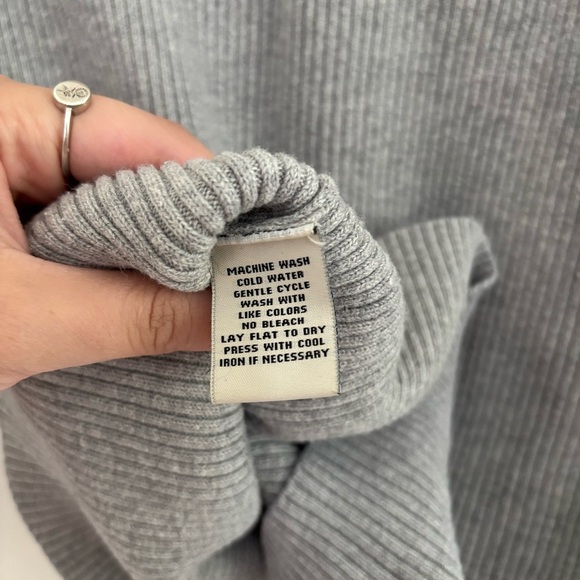 MACHINE WASH
COLD WATER
GENTLE CYCLE
WASH WITH
LIKE COLORS
NO BLEACH
LAY FLAT TO DRY
PRESS WITH COOL
IRON IF NECESSARY